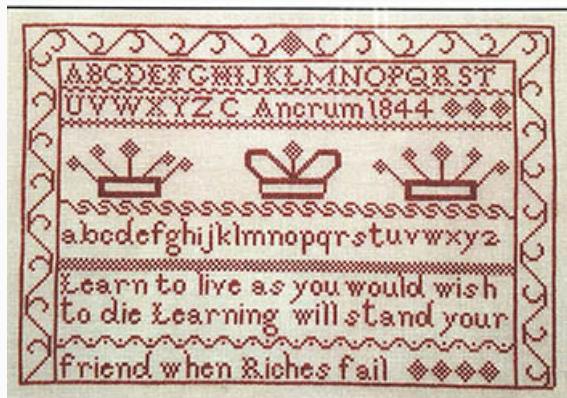 ABCDEFGHIJKLMNOPQRST
UVWXYZ C Ancrum 1844
abcdefghijklmnopqrstuvwxyz
Learn to live as you would wish
to die Learning will stand your
friend when Riches fail